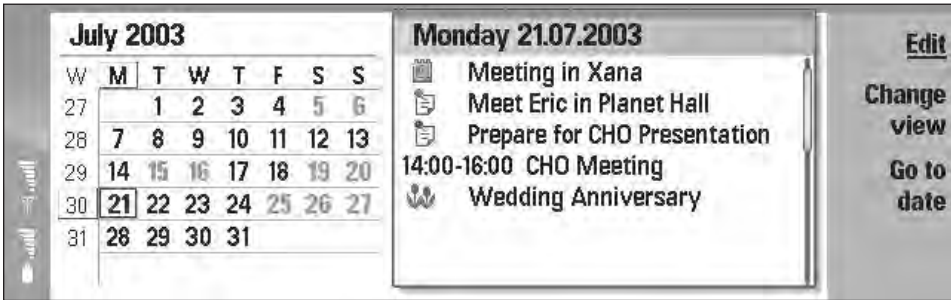 July 2003
W M T W T F S S
27 1 2 3 4 5 6
28 7 8 9 10 11 12 13
29 14 15 16 17 18 19 20
30 21 22 23 24 25 26 27
31 28 29 30 31
Monday 21.07.2003
Meeting in Xana
Meet Eric in Planet Hall
Prepare for CHO Presentation
14:00-16:00 CHO Meeting
Wedding Anniversary
Edit
Change
view
Go to
date